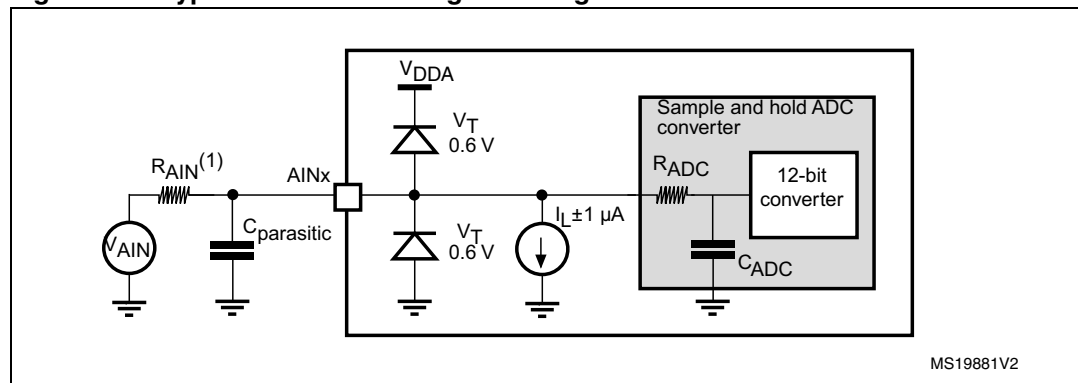 V_DDA
Sample and hold ADC
converter
V_T
0.6 V
R_AIN(1)
AINx
R_ADC
12-bit
converter
I_L±1 µA
C_parasitic
V_T
0.6 V
V_AIN
C_ADC
MS19881V2